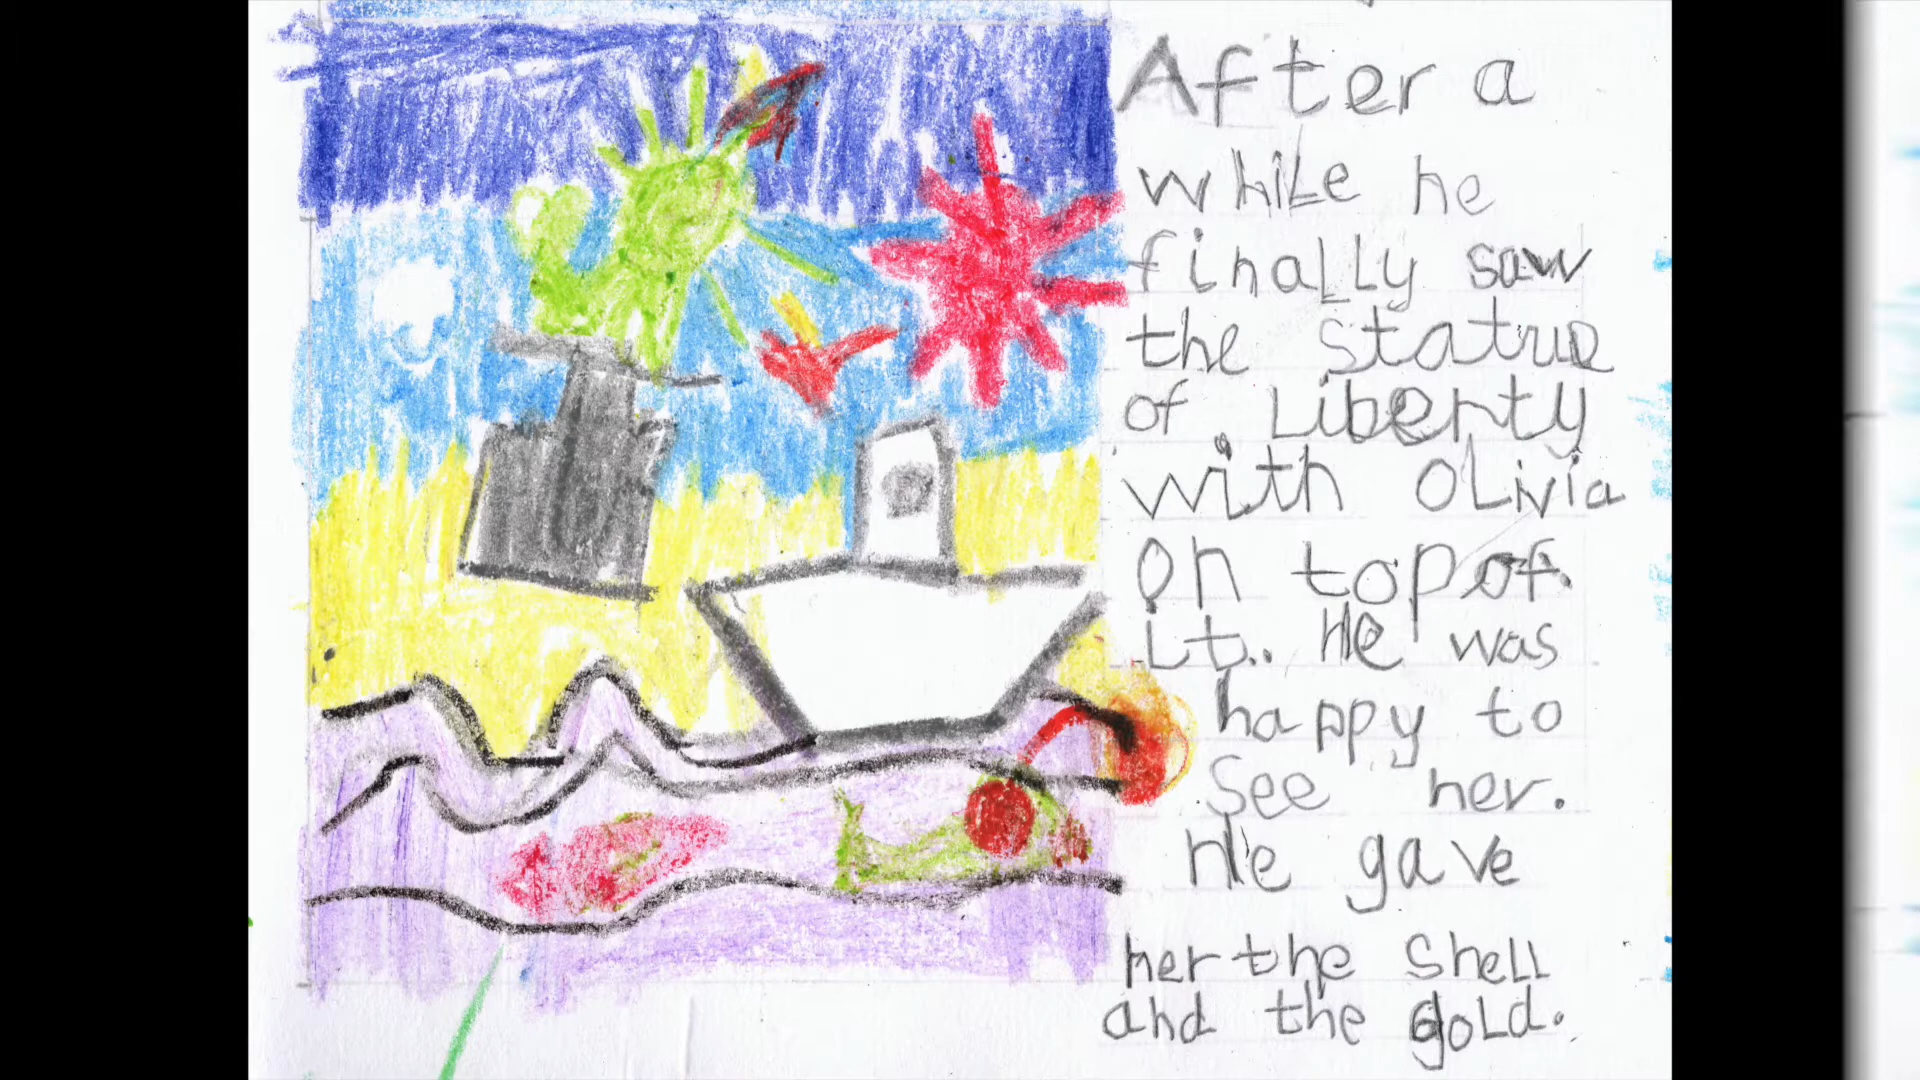 After a
while he
finally saw
the statue
of Liberty
with Olivia
on top of
it.. He was
happy to
See her.
He gave
her the Shell
and the gold.